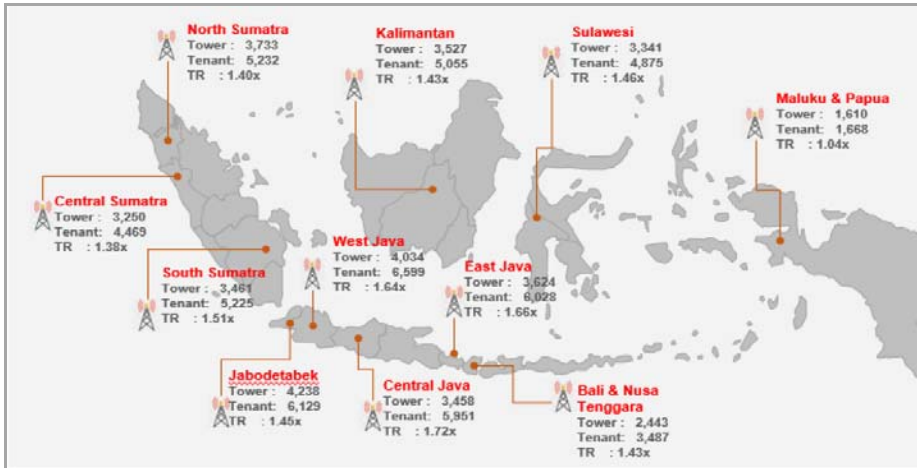 North Sumatra
Tower : 3,733
Tenant: 5,232
TR : 1.40x
Kalimantan
Tower : 3,527
Tenant: 5,055
TR : 1.43x
Sulawesi
Tower : 3,341
Tenant: 4,875
TR : 1.46x
Maluku & Papua
Tower : 1,610
Tenant: 1,668
TR : 1.04x
Central Sumatra
Tower : 3,250
Tenant: 4,469
TR : 1.38x
South Sumatra
Tower : 3,461
Tenant: 5,225
TR : 1.51x
West Java
Tower : 4,034
Tenant: 6,599
TR : 1.64x
East Java
Tower : 3,624
Tenant: 6,028
TR : 1.66x
Jabodetabek
Tower : 4,238
Tenant: 6,129
TR : 1.45x
Central Java
Tower : 3,458
Tenant: 5,951
TR : 1.72x
Bali & Nusa
Tenggara
Tower : 2,443
Tenant: 3,487
TR : 1.43x